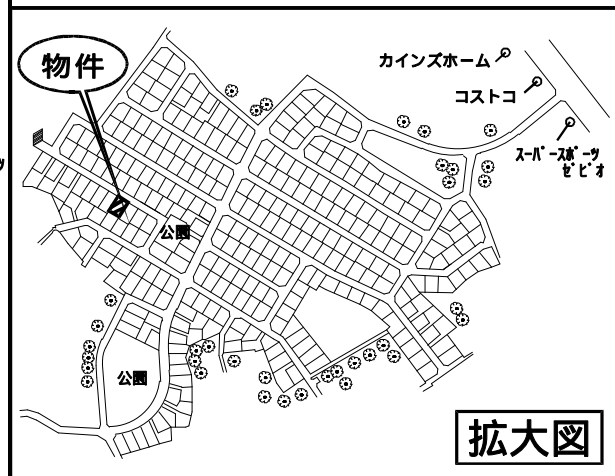 物件
カインズホーム
コストコ
スーパースポーツ
ゼビオ
公園
公園
拡大図